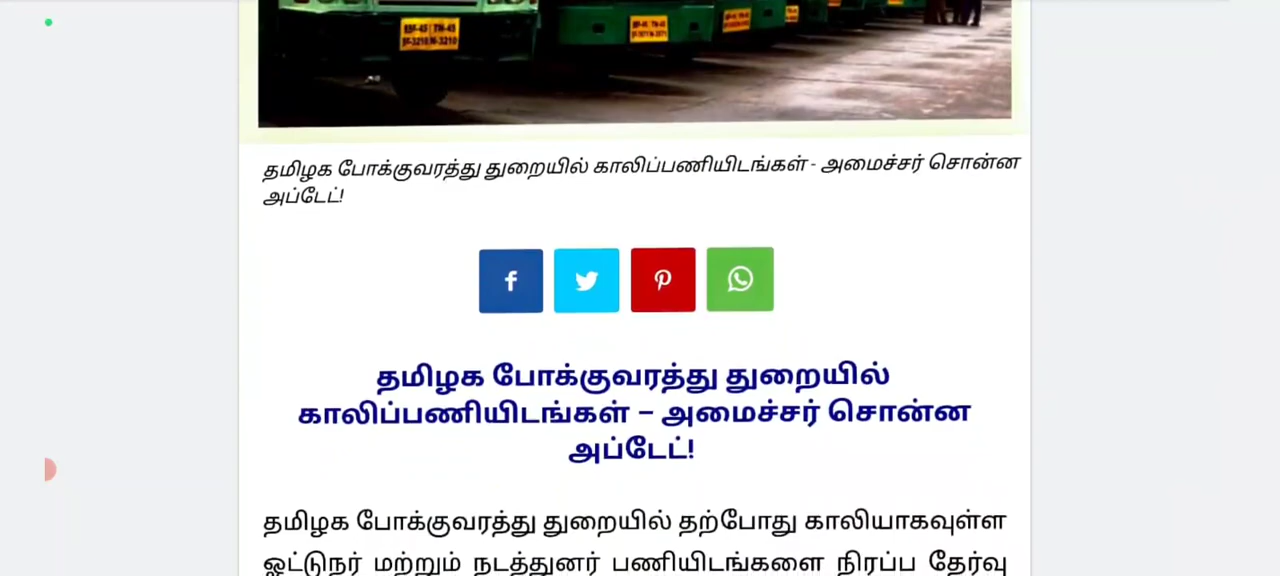 தமிழக போக்குவரத்து துறையில் காலிப்பணியிடங்கள் - அமைச்சர் சொன்ன
அப்டேட்!
தமிழக போக்குவரத்து துறையில்
காலிப்பணியிடங்கள் – அமைச்சர் சொன்ன
அப்டேட்!
தமிழக போக்குவரத்து துறையில் தற்போது காலியாகவுள்ள
ஓட்டுநர் மற்றும் நடத்துனர் பணியிடங்களை நிரப்ப தேர்வு